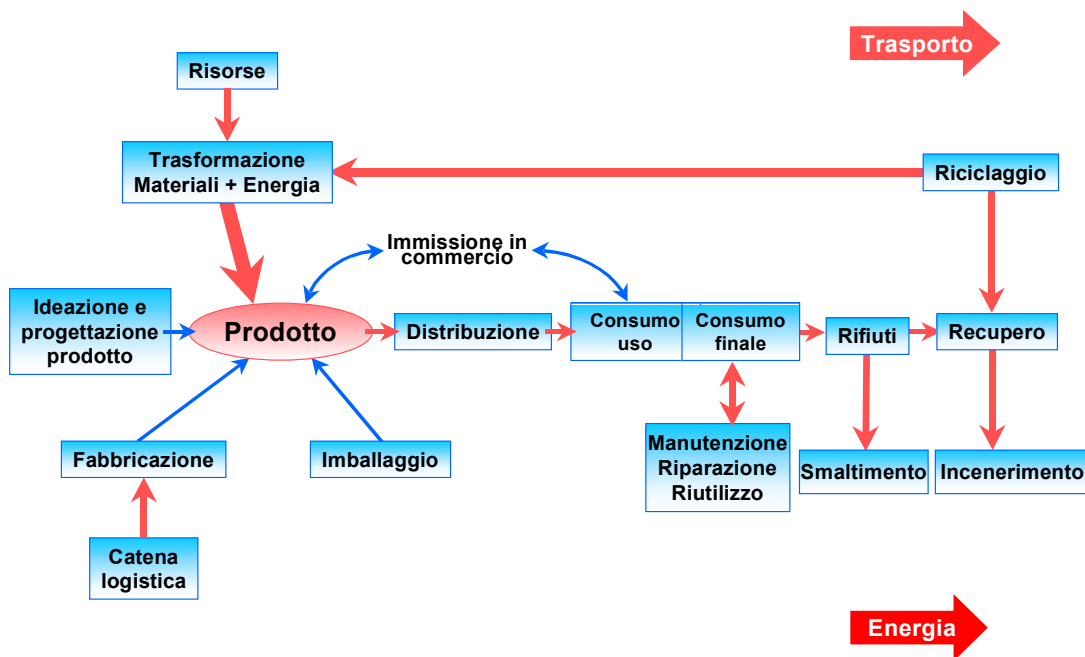 Trasporto
Risorse
Trasformazione
Materiali + Energia
Riciclaggio
Immissione in
commercio
Ideazione e
progettazione
prodotto
Prodotto
Distribuzione
Consumo
uso
Consumo
finale
Rifiuti
Recupero
Fabbricazione
Imballaggio
Manutenzione
Riparazione
Riutilizzo
Smaltimento
Incenerimento
Catena
logistica
Energia